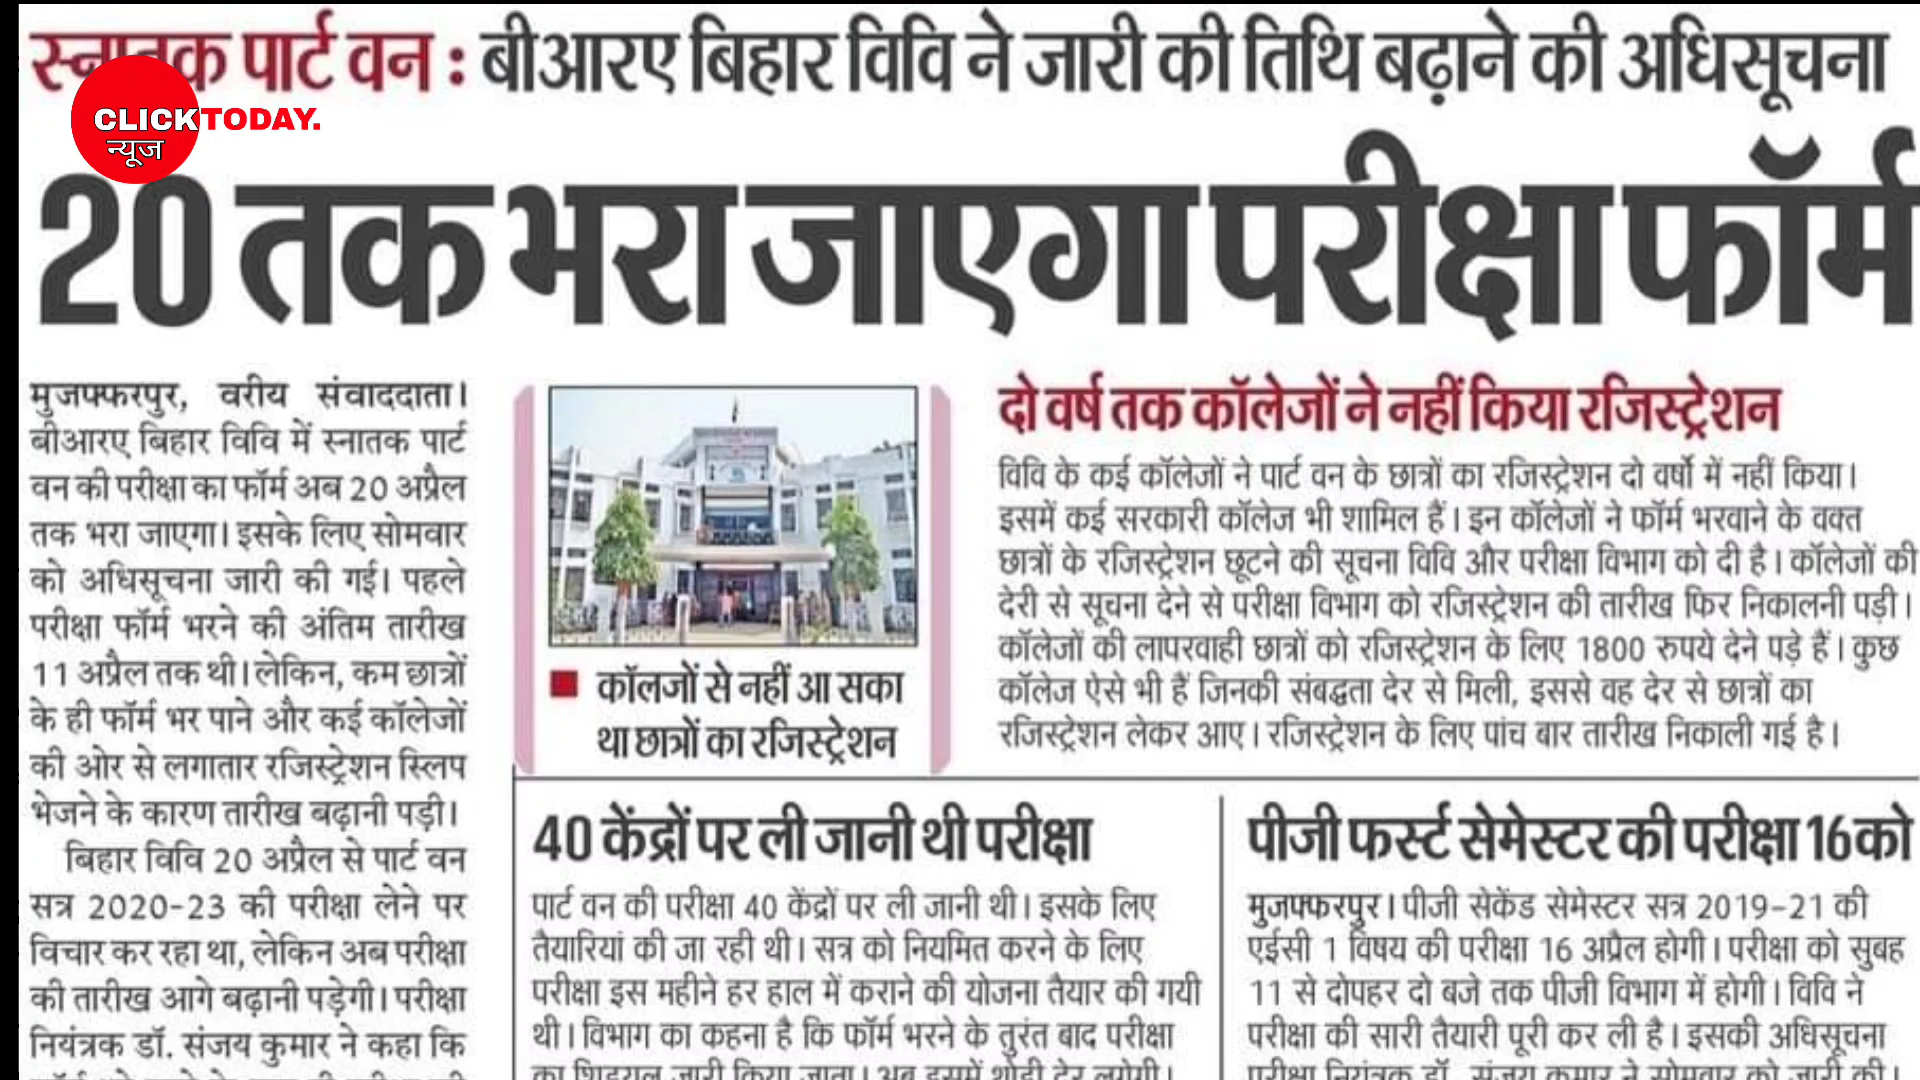 स्नातक पार्ट वन : बीआरए बिहार विवि ने जारी की तिथि बढ़ाने की अधिसूचना
CLICKTODAY.
न्यूज
20 तक भरा जाएगा परीक्षा फॉर्म
मुजफ्फरपुर, वरीय संवाददाता।
बीआरए बिहार विवि में स्नातक पार्ट
वन की परीक्षा का फॉर्म अब 20 अप्रैल
तक भरा जाएगा। इसके लिए सोमवार
को अधिसूचना जारी की गई। पहले
परीक्षा फॉर्म भरने की अंतिम तारीख
11 अप्रैल तक थी। लेकिन, कम छात्रों
के ही फॉर्म भर पाने और कई कॉलेजों
की ओर से लगातार रजिस्ट्रेशन स्लिप
भेजने के कारण तारीख बढ़ानी पड़ी।
बिहार विवि 20 अप्रैल से पार्ट वन
सत्र 2020-23 की परीक्षा लेने पर
विचार कर रहा था, लेकिन अब परीक्षा
की तारीख आगे बढ़ानी पड़ेगी। परीक्षा
नियंत्रक डॉ. संजय कुमार ने कहा कि
कॉलजों से नहीं आ सका
था छात्रों का रजिस्ट्रेशन
दो वर्ष तक कॉलेजों ने नहीं किया रजिस्ट्रेशन
विवि के कई कॉलेजों ने पार्ट वन के छात्रों का रजिस्ट्रेशन दो वर्षो में नहीं किया।
इसमें कई सरकारी कॉलेज भी शामिल हैं। इन कॉलेजों ने फॉर्म भरवाने के वक्त
छात्रों के रजिस्ट्रेशन छूटने की सूचना विवि और परीक्षा विभाग को दी है। कॉलेजों की
देरी से सूचना देने से परीक्षा विभाग को रजिस्ट्रेशन की तारीख फिर निकालनी पड़ी।
कॉलेजों की लापरवाही छात्रों को रजिस्ट्रेशन के लिए 1800 रुपये देने पड़े हैं। कुछ
कॉलेज ऐसे भी हैं जिनकी संबद्धता देर से मिली, इससे वह देर से छात्रों का
रजिस्ट्रेशन लेकर आए। रजिस्ट्रेशन के लिए पांच बार तारीख निकाली गई है।
40 केंद्रों पर ली जानी थी परीक्षा
पार्ट वन की परीक्षा 40 केंद्रों पर ली जानी थी। इसके लिए
तैयारियां की जा रही थी। सत्र को नियमित करने के लिए
परीक्षा इस महीने हर हाल में कराने की योजना तैयार की गयी
थी। विभाग का कहना है कि फॉर्म भरने के तुरंत बाद परीक्षा
का शिड्यूल जारी किया जाता। अब इसमें थोड़ी देर लगेगी।
पीजी फर्स्ट सेमेस्टर की परीक्षा 16 को
मुजफ्फरपुर। पीजी सेकेंड सेमेस्टर सत्र 2019-21 की
एईसी 1 विषय की परीक्षा 16 अप्रैल होगी। परीक्षा को सुबह
11 से दोपहर दो बजे तक पीजी विभाग में होगी। विवि ने
परीक्षा की सारी तैयारी पूरी कर ली है। इसकी अधिसूचना
परीक्षा नियंत्रक डॉ. संजय कुमार ने सोमवार को जारी की।